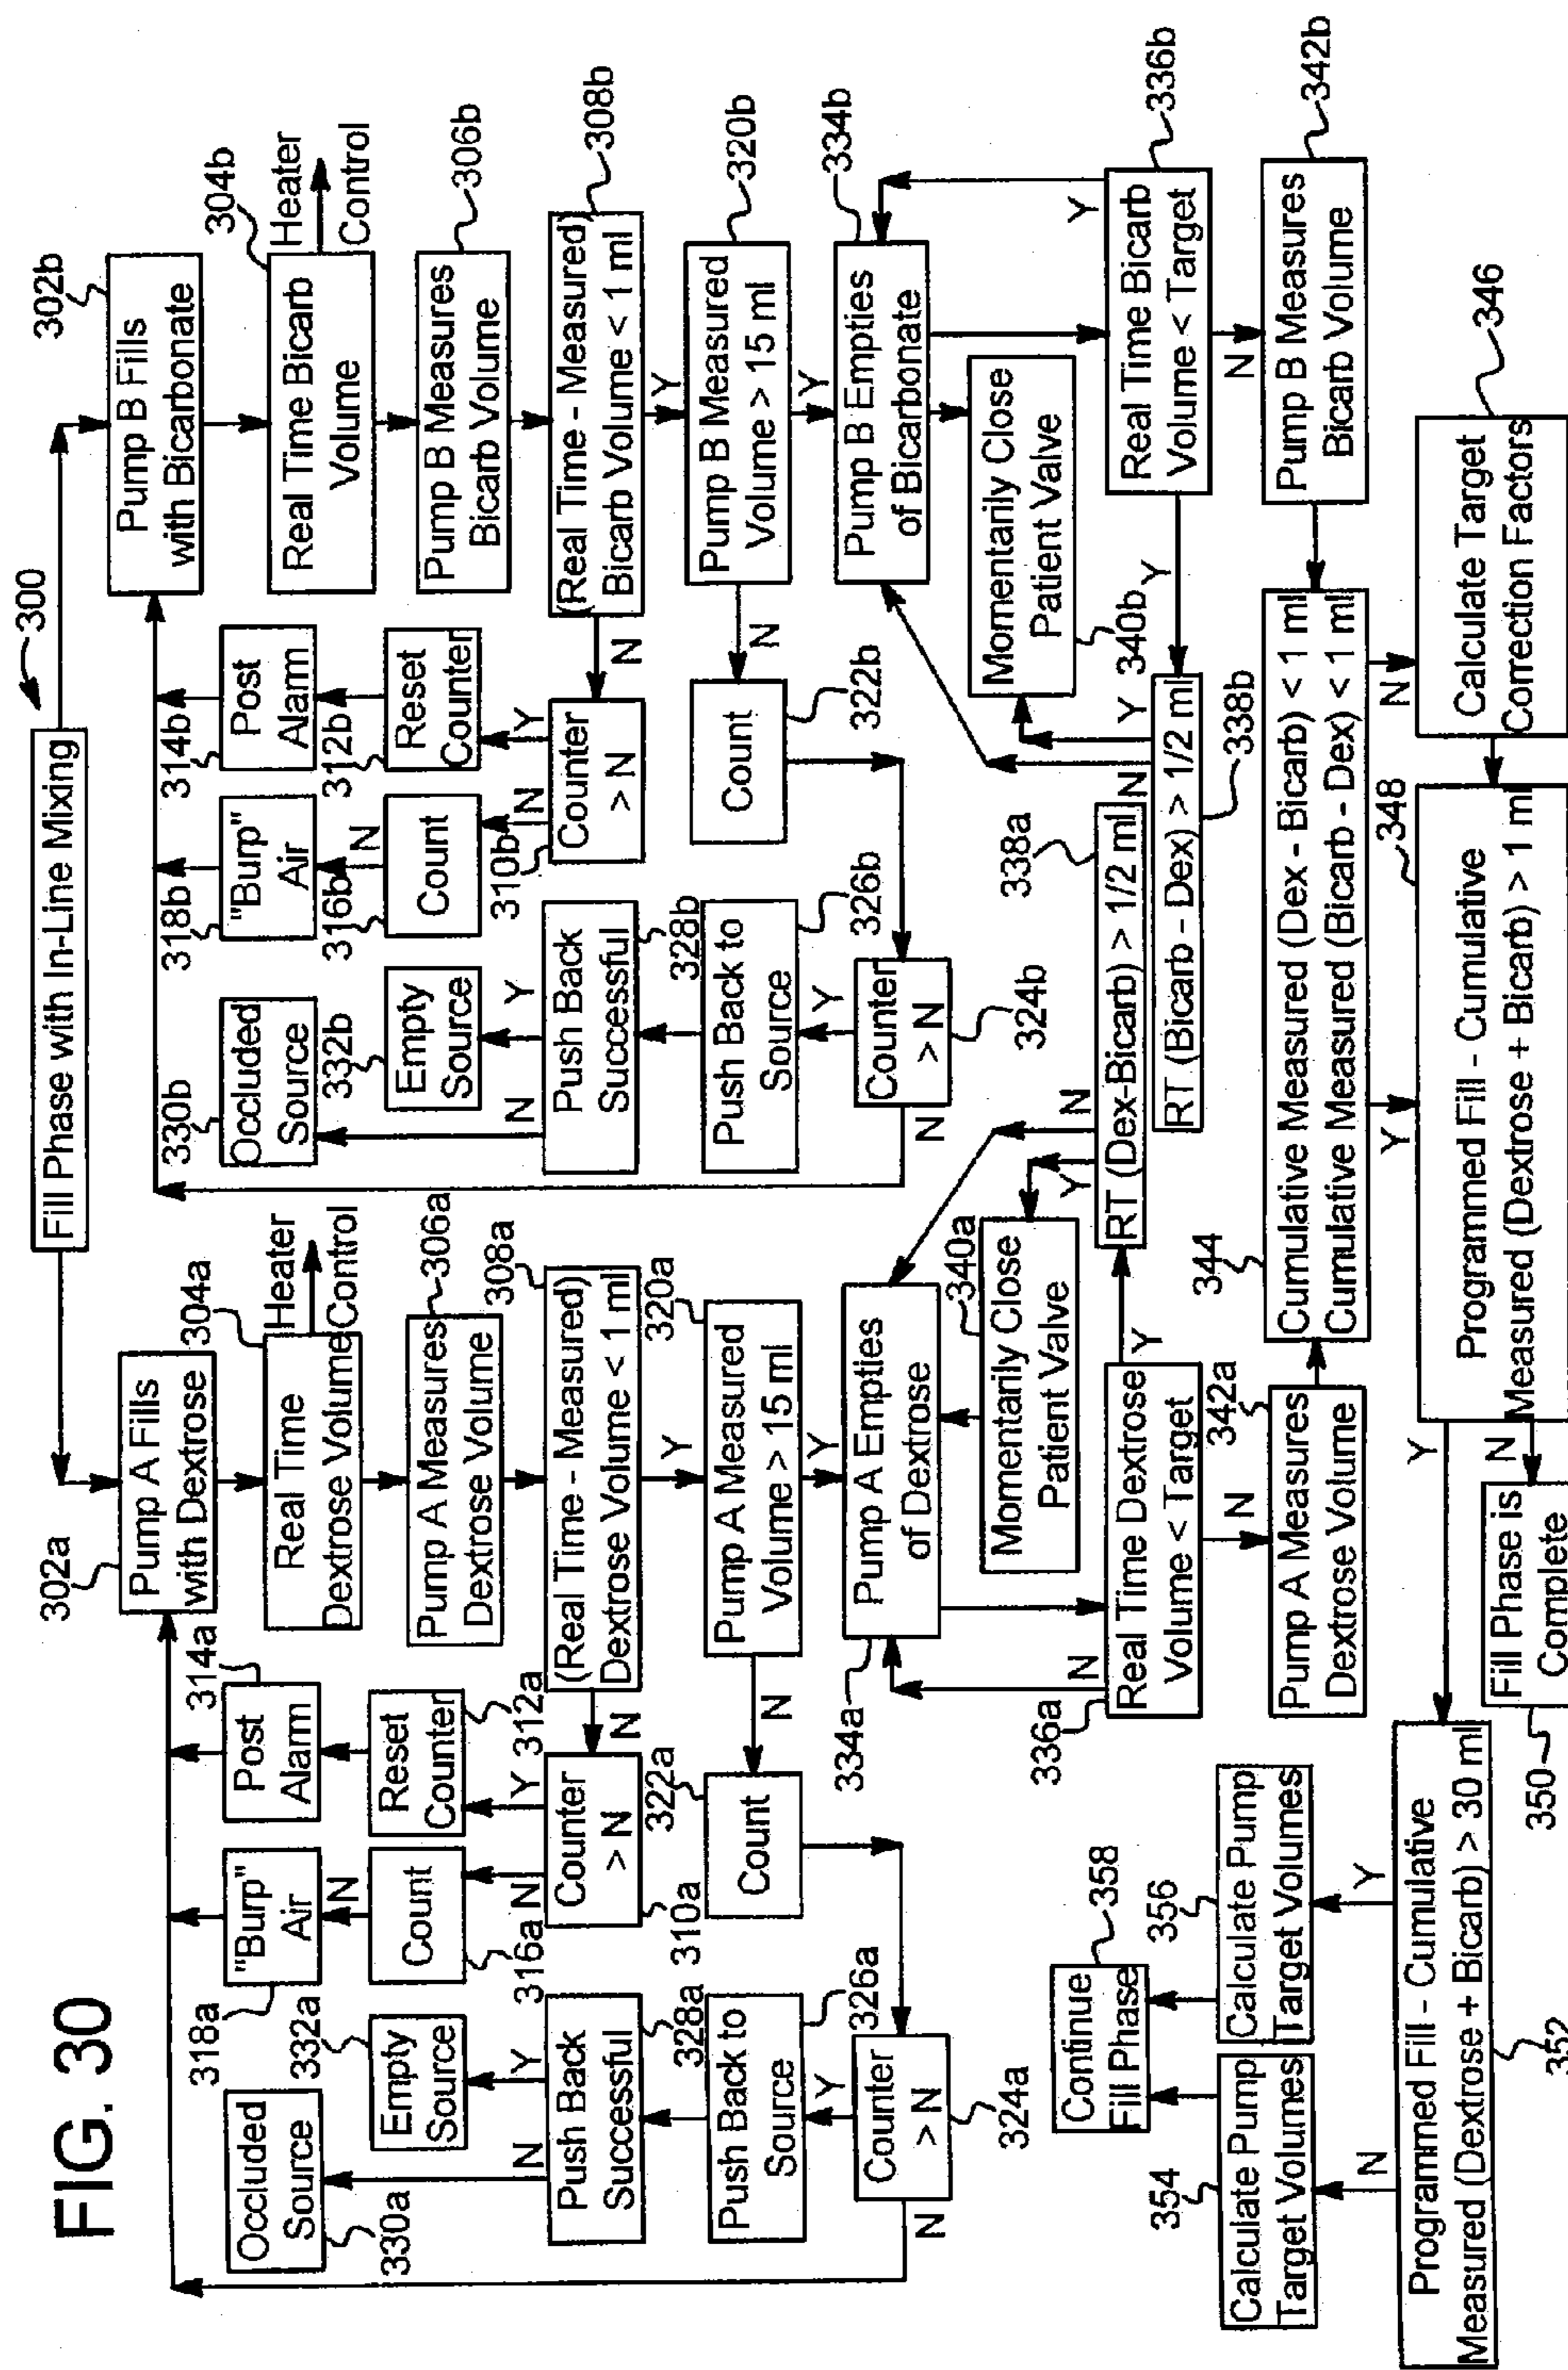 FIG. 30
300
Fill Phase with In-Line Mixing
302a
Pump A Fills
with Dextrose
304a
Real Time
Dextrose Volume
Heater
Control
306a
Pump A Measures
Dextrose Volume
308a
(Real Time - Measured)
Dextrose Volume < 1 ml
N
Y
Counter
> N
310a
Y
N
Reset
Counter
312a
Post
Alarm
314a
Count
316a
N
"Burp"
Air
318a
320a
Pump A Measured
Volume > 15 ml
N
Y
Count
322a
Counter
> N
324a
Y
N
Push Back to
Source
326a
Push Back
Successful
328a
N
Y
Occluded
Source
330a
Empty
Source
332a
Pump A Empties
of Dextrose
334a
Momentarily Close
Patient Valve
340a
336a
Real Time Dextrose
Volume < Target
N
Y
N
RT (Dex-Bicarb) > 1/2 ml
338a
Y
N
342a
Pump A Measures
Dextrose Volume
302b
Pump B Fills
with Bicarbonate
304b
Real Time Bicarb
Volume
Heater
Control
306b
Pump B Measures
Bicarb Volume
308b
(Real Time - Measured)
Bicarb Volume < 1 ml
N
Y
Counter
> N
310b
Y
N
Reset
Counter
312b
Post
Alarm
314b
Count
316b
N
"Burp"
Air
318b
320b
Pump B Measured
Volume > 15 ml
N
Y
Count
322b
Counter
> N
324b
Y
N
Push Back to
Source
326b
Push Back
Successful
328b
N
Y
Occluded
Source
330b
Empty
Source
332b
334b
Pump B Empties
of Bicarbonate
Momentarily Close
Patient Valve
340b
336b
Real Time Bicarb
Volume < Target
Y
Y
N
RT (Bicarb - Dex) > 1/2 ml
338b
N
Y
342b
Pump B Measures
Bicarb Volume
344
Cumulative Measured (Dex - Bicarb) < 1 ml
Cumulative Measured (Bicarb - Dex) < 1 ml
Y
N
346
Calculate Target
Correction Factors
348
Programmed Fill - Cumulative
Measured (Dextrose + Bicarb) > 1 ml
Y
N
Fill Phase is
Complete
350
Programmed Fill - Cumulative
Measured (Dextrose + Bicarb) > 30 ml
352
N
Y
354
Calculate Pump
Target Volumes
356
Calculate Pump
Target Volumes
358
Continue
Fill Phase